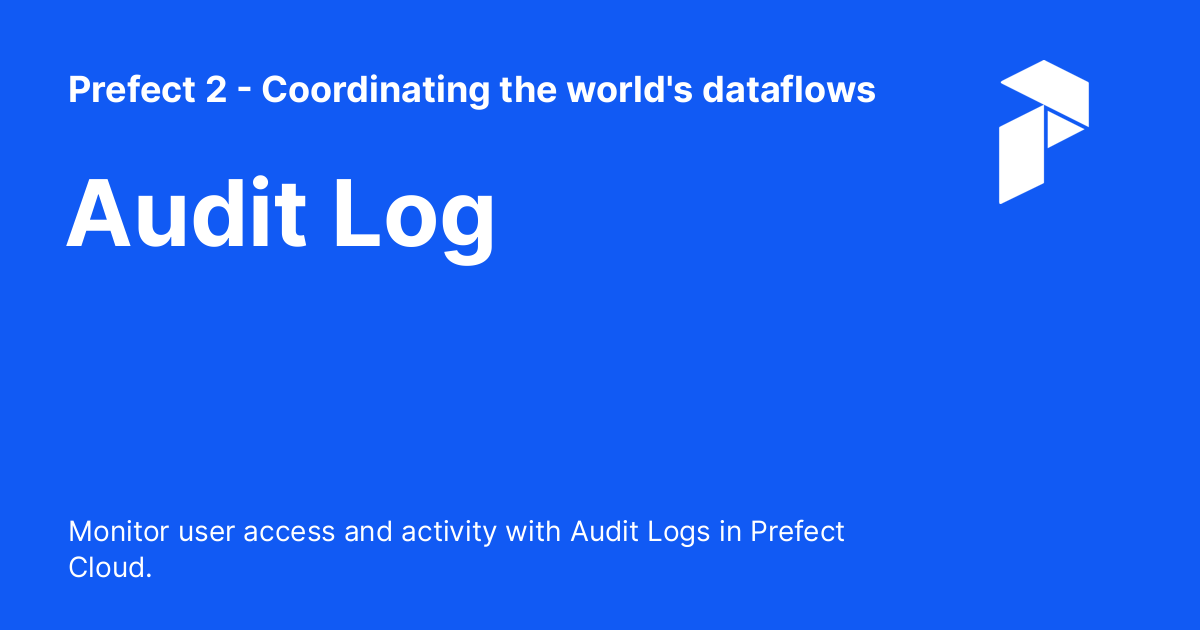 Prefect 2 - Coordinating the world's dataflows
Audit Log
Monitor user access and activity with Audit Logs in Prefect
Cloud.